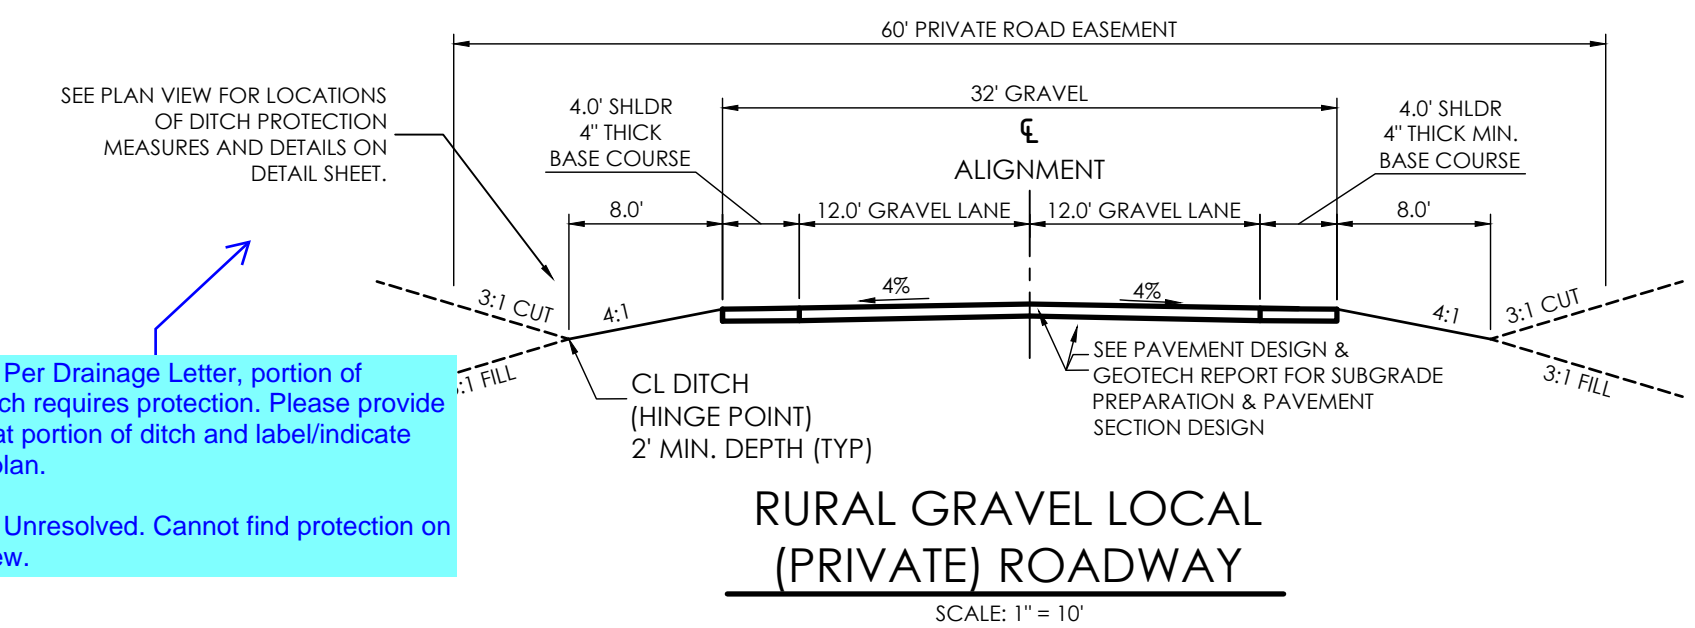 60' PRIVATE ROAD EASEMENT
SEE PLAN VIEW FOR LOCATIONS
OF DITCH PROTECTION
MEASURES AND DETAILS ON
DETAIL SHEET.
4.0' SHLDR
4" THICK
BASE COURSE
32' GRAVEL
℄
ALIGNMENT
4.0' SHLDR
4" THICK MIN.
BASE COURSE
8.0'
12.0' GRAVEL LANE
12.0' GRAVEL LANE
8.0'
3:1 CUT
4:1
4%
4%
4:1
3:1 CUT
:1 FILL
3:1 FILL
CL DITCH
(HINGE POINT)
2' MIN. DEPTH (TYP)
SEE PAVEMENT DESIGN &
GEOTECH REPORT FOR SUBGRADE
PREPARATION & PAVEMENT
SECTION DESIGN
Per Drainage Letter, portion of
ch requires protection. Please provide
at portion of ditch and label/indicate
plan.
Unresolved. Cannot find protection on
ew.
RURAL GRAVEL LOCAL
(PRIVATE) ROADWAY
SCALE: 1" = 10'